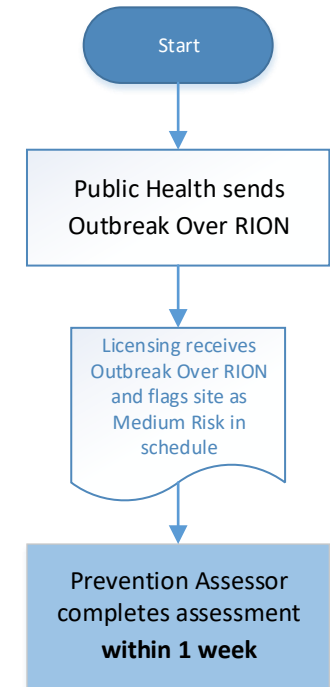 Start
Public Health sends
Outbreak Over RION
Licensing receives
Outbreak Over RION
and flags site as
Medium Risk in
schedule
Prevention Assessor
completes assessment
within 1 week